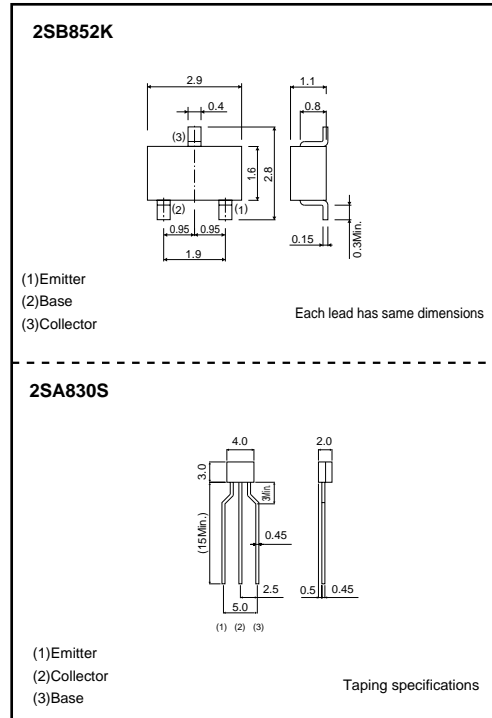 2SB852K
2.9
1.1
0.4
0.8
(3)
1.6
2.8
(2)
(1)
0.95
0.95
0.15
0.3Min.
1.9
(1)Emitter
(2)Base
(3)Collector
Each lead has same dimensions
2SA830S
4.0
2.0
3.0
3Min.
(15Min.)
0.45
2.5
0.5
0.45
5.0
(1) (2) (3)
(1)Emitter
(2)Collector
(3)Base
Taping specifications